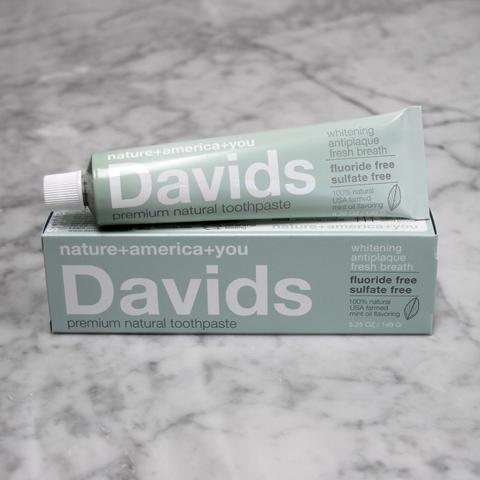 nature+america+you
Davids
premium natural toothpaste
whitening
antiplaque
fresh breath
fluoride free
sulfate free
100% natural
USA farmed
mint oil flavoring
nature+america+you
nature+america+you
Davids
premium natural toothpaste
whitening
antiplaque
fresh breath
fluoride free
sulfate free
100% natural
USA farmed
mint oil flavoring
5.25 OZ / 149 G